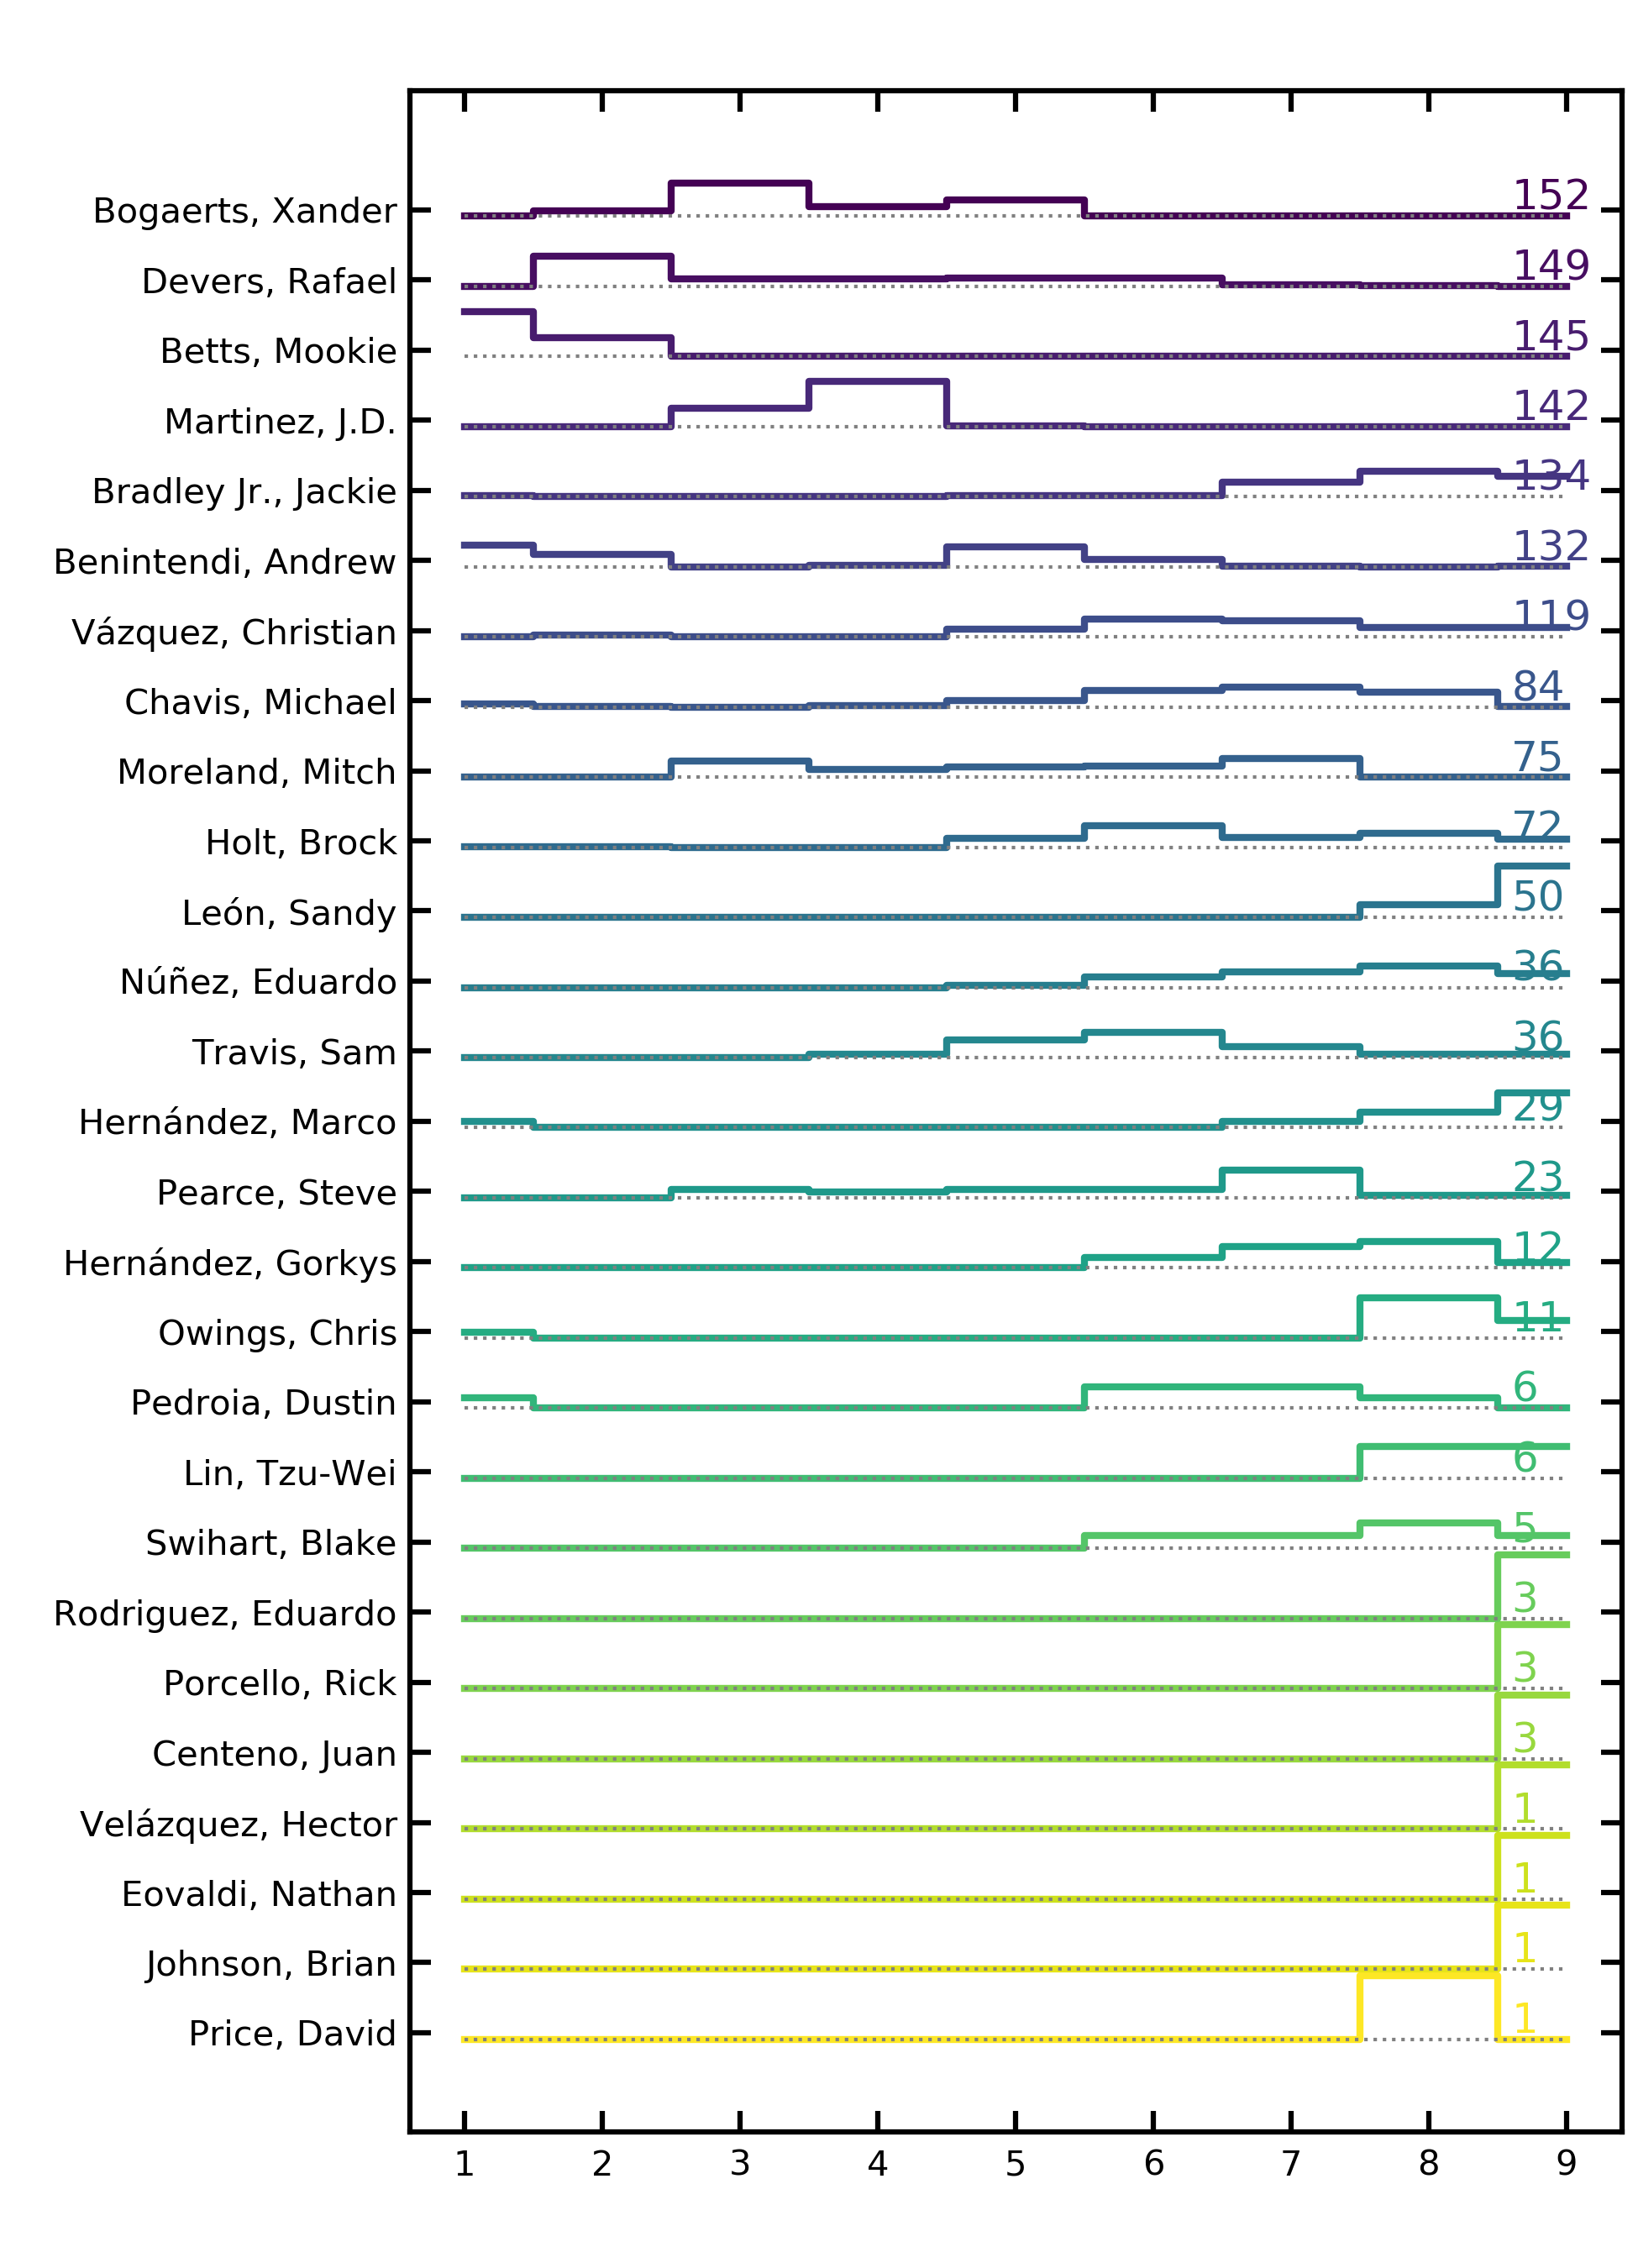 Bogaerts, Xander 152
Devers, Rafael 149
Betts, Mookie 145
Martinez, J.D. 142
Bradley Jr., Jackie 134
Benintendi, Andrew 132
Vázquez, Christian 119
Chavis, Michael 84
Moreland, Mitch 75
Holt, Brock 72
León, Sandy 50
Núñez, Eduardo 36
Travis, Sam 36
Hernández, Marco 29
Pearce, Steve 23
Hernández, Gorkys 12
Owings, Chris 11
Pedroia, Dustin 6
Lin, Tzu-Wei 6
Swihart, Blake 5
Rodriguez, Eduardo 3
Porcello, Rick 3
Centeno, Juan 3
Velázquez, Hector 1
Eovaldi, Nathan 1
Johnson, Brian 1
Price, David 1
1 2 3 4 5 6 7 8 9